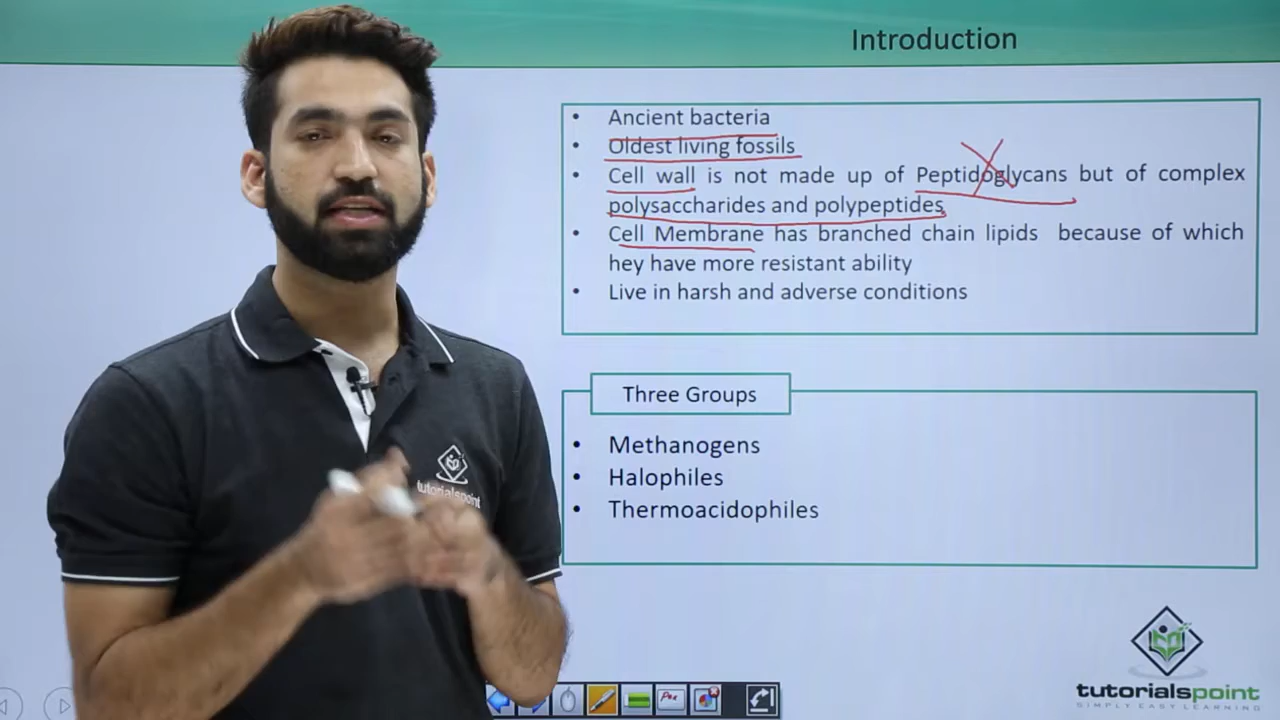 Introduction
• Ancient bacteria
• Oldest living fossils
• Cell wall is not made up of Peptidoglycans but of complex
polysaccharides and polypeptides
• Cell Membrane has branched chain lipids because of which
hey have more resistant ability
• Live in harsh and adverse conditions
Three Groups
• Methanogens
• Halophiles
• Thermoacidophiles
tutorialspoint
Pen
tutorialspoint
SIMPLY EASY LEARNING